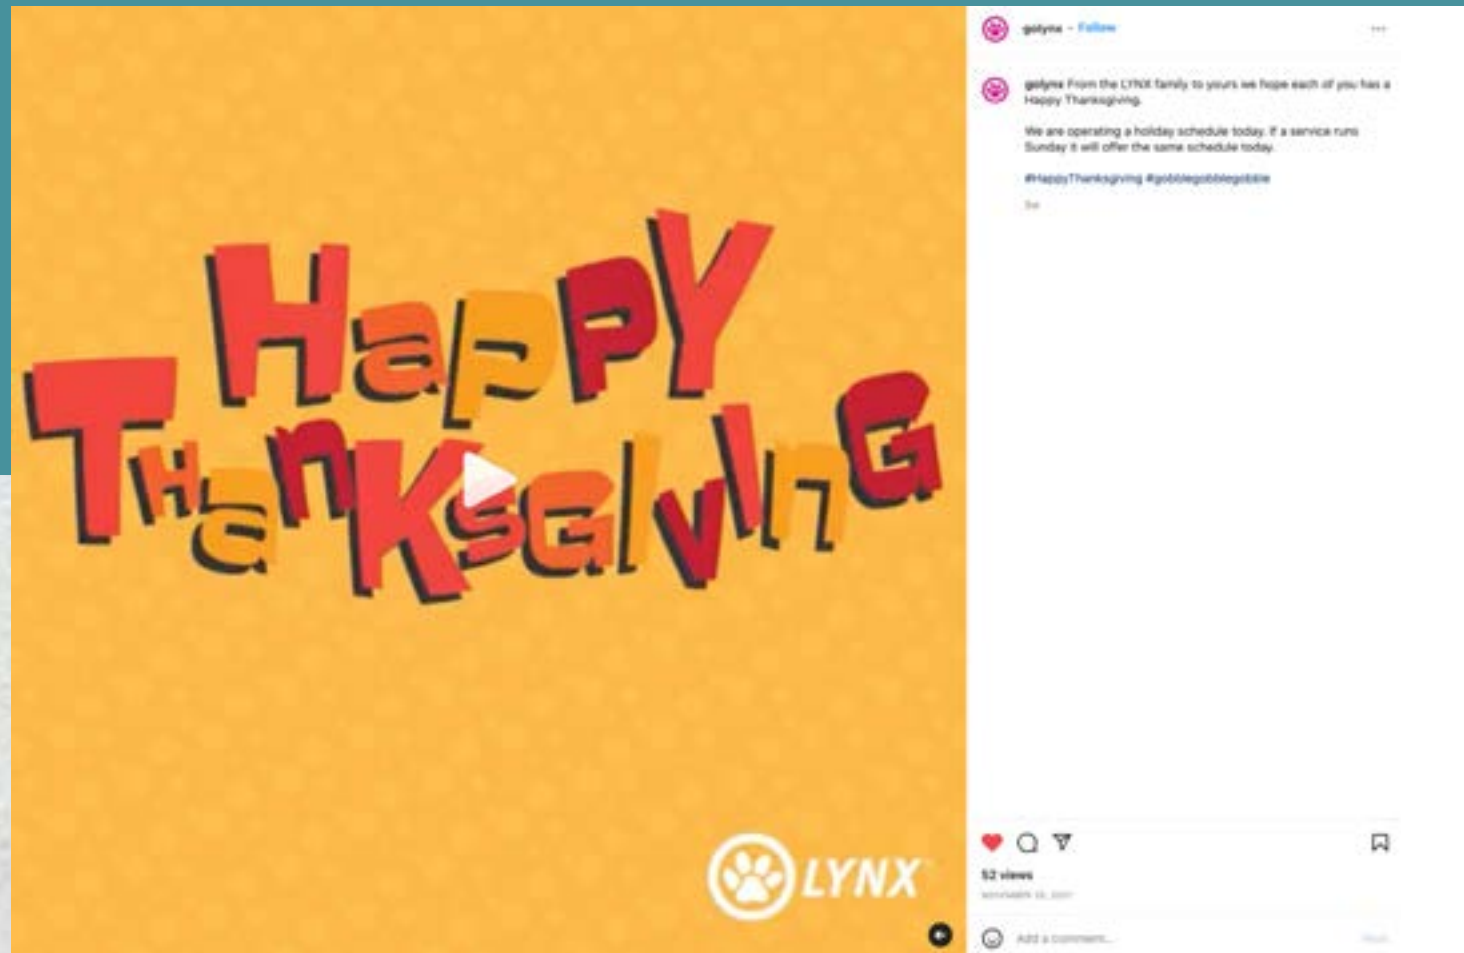 Happy
Thanksgiving
LYNX
golynx • Follow
golynx From the LYNX family to yours we hope each of you has a
Happy Thanksgiving.
We are operating a holiday schedule today. If a service runs
Sunday it will offer the same schedule today.
#HappyThanksgiving #gobblegobblegobble
52 views
Add a comment...